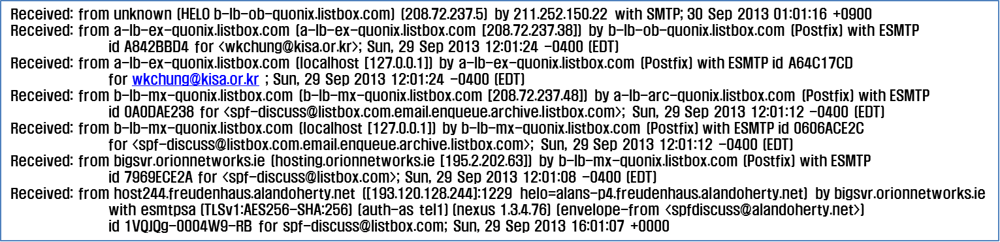 Received: from unknown (HELO b-lb-ob-quonix.listbox.com) (208.72.237.5) by 211.252.150.22 with SMTP; 30 Sep 2013 01:01:16 +0900
Received: from a-lb-ex-quonix.listbox.com (a-lb-ex-quonix.listbox.com [208.72.237.38]) by b-lb-ob-quonix.listbox.com (Postfix) with ESMTP
id A842BBD4 for <wkchung@kisa.or.kr>; Sun, 29 Sep 2013 12:01:24 -0400 (EDT)
Received: from a-lb-ex-quonix.listbox.com (localhost [127.0.0.1]) by a-lb-ex-quonix.listbox.com (Postfix) with ESMTP id A64C17CD
for wkchung@kisa.or.kr ; Sun, 29 Sep 2013 12:01:24 -0400 (EDT)
Received: from b-lb-mx-quonix.listbox.com (b-lb-mx-quonix.listbox.com [208.72.237.48]) by a-lb-arc-quonix.listbox.com (Postfix) with ESMTP
id 0A0DAE238 for <spf-discuss@listbox.com.email.enqueue.archive.listbox.com>; Sun, 29 Sep 2013 12:01:12 -0400 (EDT)
Received: from b-lb-mx-quonix.listbox.com (localhost [127.0.0.1]) by b-lb-mx-quonix.listbox.com (Postfix) with ESMTP id 0606ACE2C
for <spf-discuss@listbox.com.email.enqueue.archive.listbox.com>; Sun, 29 Sep 2013 12:01:12 -0400 (EDT)
Received: from bigsvr.orionnetworks.ie (hosting.orionnetworks.ie [195.2.202.63]) by b-lb-mx-quonix.listbox.com (Postfix) with ESMTP
id 7969ECE2A for <spf-discuss@listbox.com>; Sun, 29 Sep 2013 12:01:08 -0400 (EDT)
Received: from host244.freudenhaus.alandoherty.net ([193.120.128.244]:1229 helo=alans-p4.freudenhaus.alandoherty.net) by bigsvr.orionnetworks.ie
with esmtpsa (TLSv1:AES256-SHA:256) (auth-as tel1) (nexus 1.3.4.76) (envelope-from <spfdiscuss@alandoherty.net>)
id 1VQJQg-0004W9-RB for spf-discuss@listbox.com; Sun, 29 Sep 2013 16:01:07 +0000